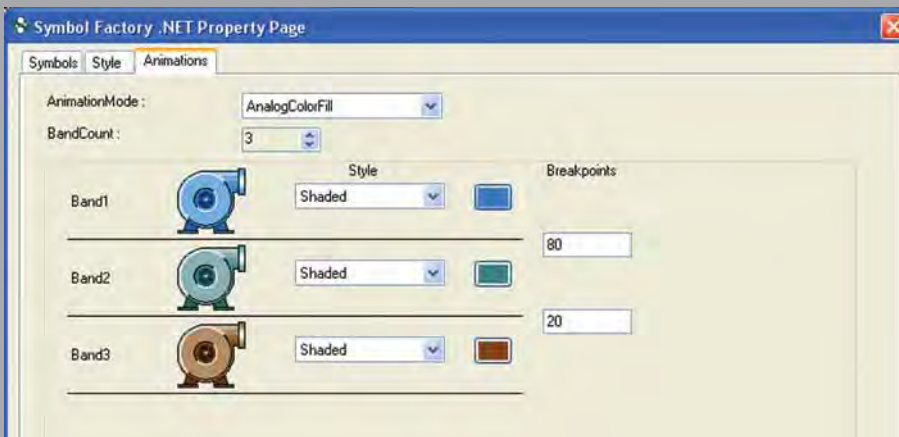 Symbol Factory .NET Property Page
Symbols Style Animations
AnimationMode : AnalogColorFill
BandCount : 3
Style Breakpoints
Band1 Shaded
80
Band2 Shaded
20
Band3 Shaded